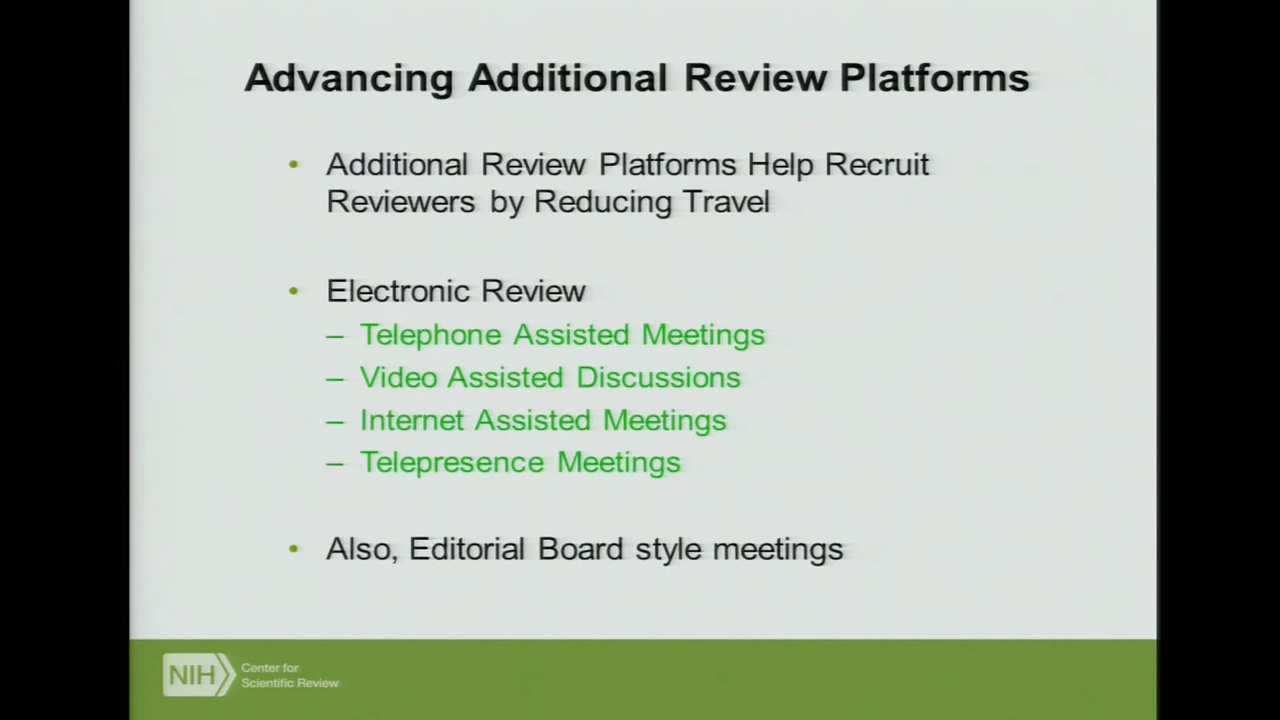 Advancing Additional Review Platforms
• Additional Review Platforms Help Recruit
Reviewers by Reducing Travel
• Electronic Review
– Telephone Assisted Meetings
– Video Assisted Discussions
– Internet Assisted Meetings
– Telepresence Meetings
• Also, Editorial Board style meetings
NIH
Center for
Scientific Review